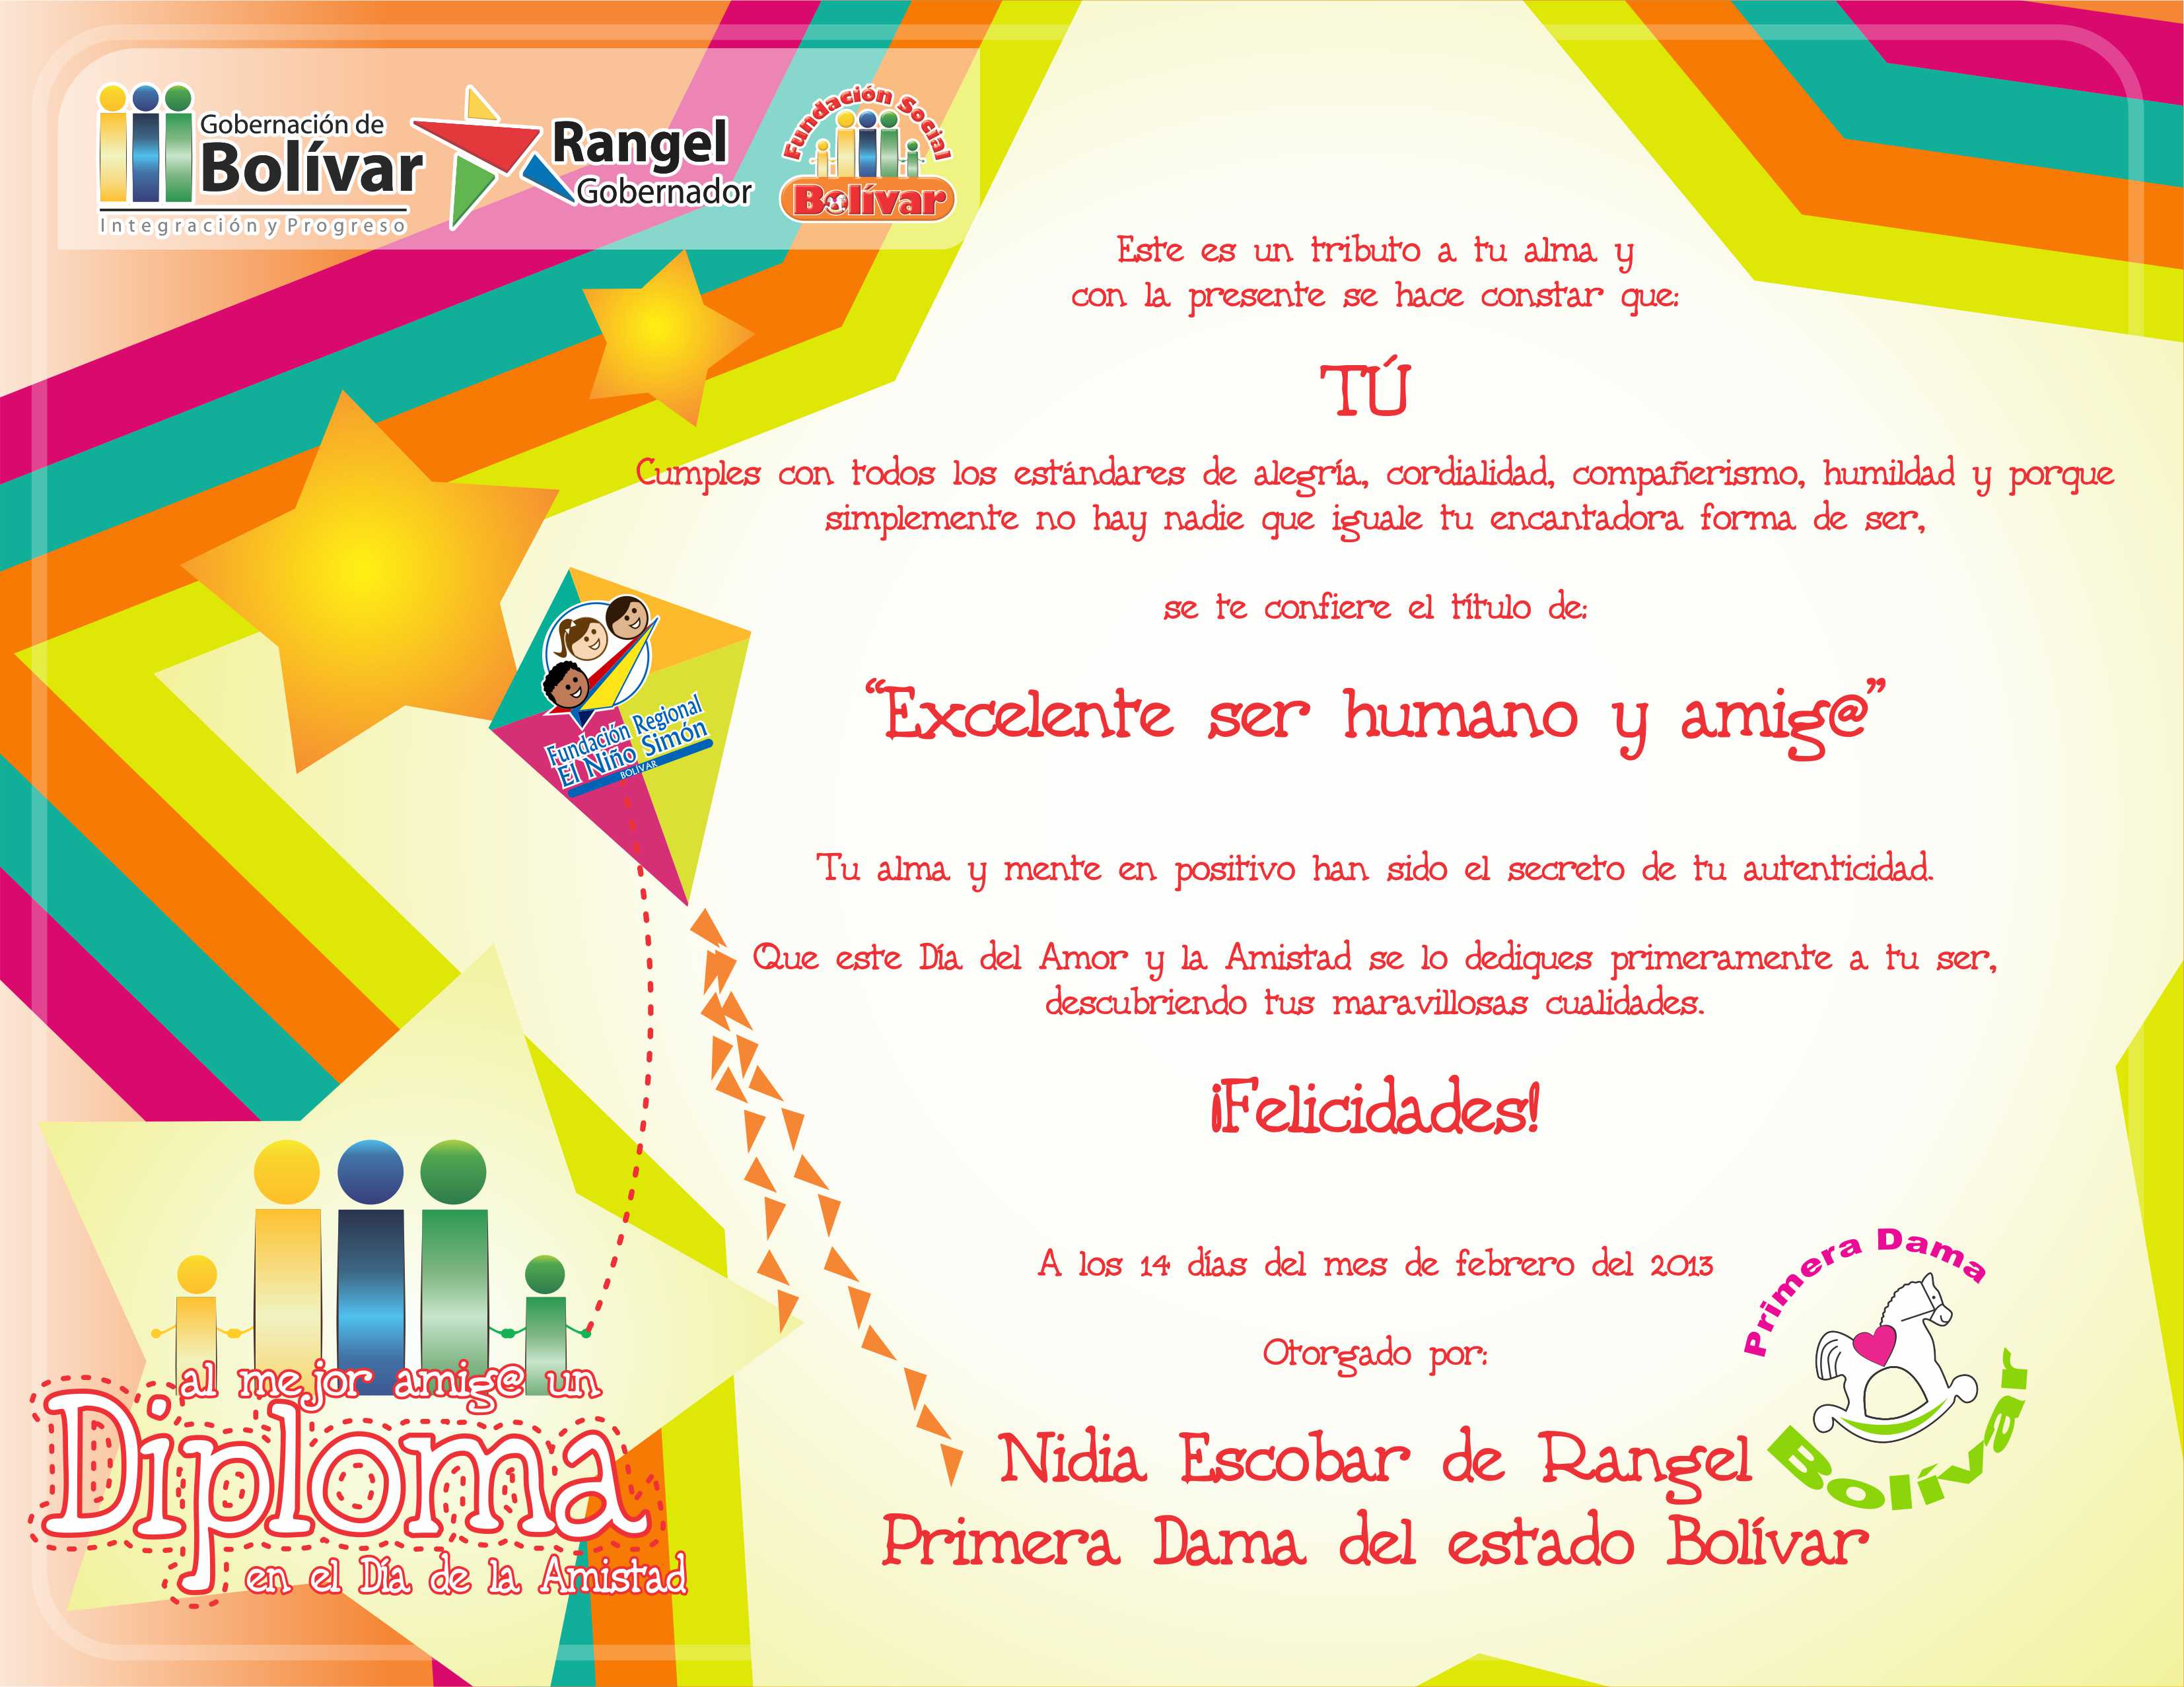 Gobernación de
Bolívar
Integración y Progreso
Rangel
Gobernador
Fundación Social
Bolívar
Este es un tributo a tu alma y
con la presente se hace constar que:
TÚ
Cumples con todos los estándares de alegría, cordialidad, compañerismo, humildad y porque
simplemente no hay nadie que iguale tu encantadora forma de ser,
se te confiere el título de:
“Excelente ser humano y amig@”
Fundación Regional
El Niño Simón
BOLÍVAR
Tu alma y mente en positivo han sido el secreto de tu autenticidad.
Que este Día del Amor y la Amistad se lo dediques primeramente a tu ser,
descubriendo tus maravillosas cualidades.
¡Felicidades!
A los 14 días del mes de febrero del 2013
Otorgado por:
Nidia Escobar de Rangel
Primera Dama del estado Bolívar
Primera Dama
Bolívar
al mejor amig@ un
Diploma
en el Día de la Amistad